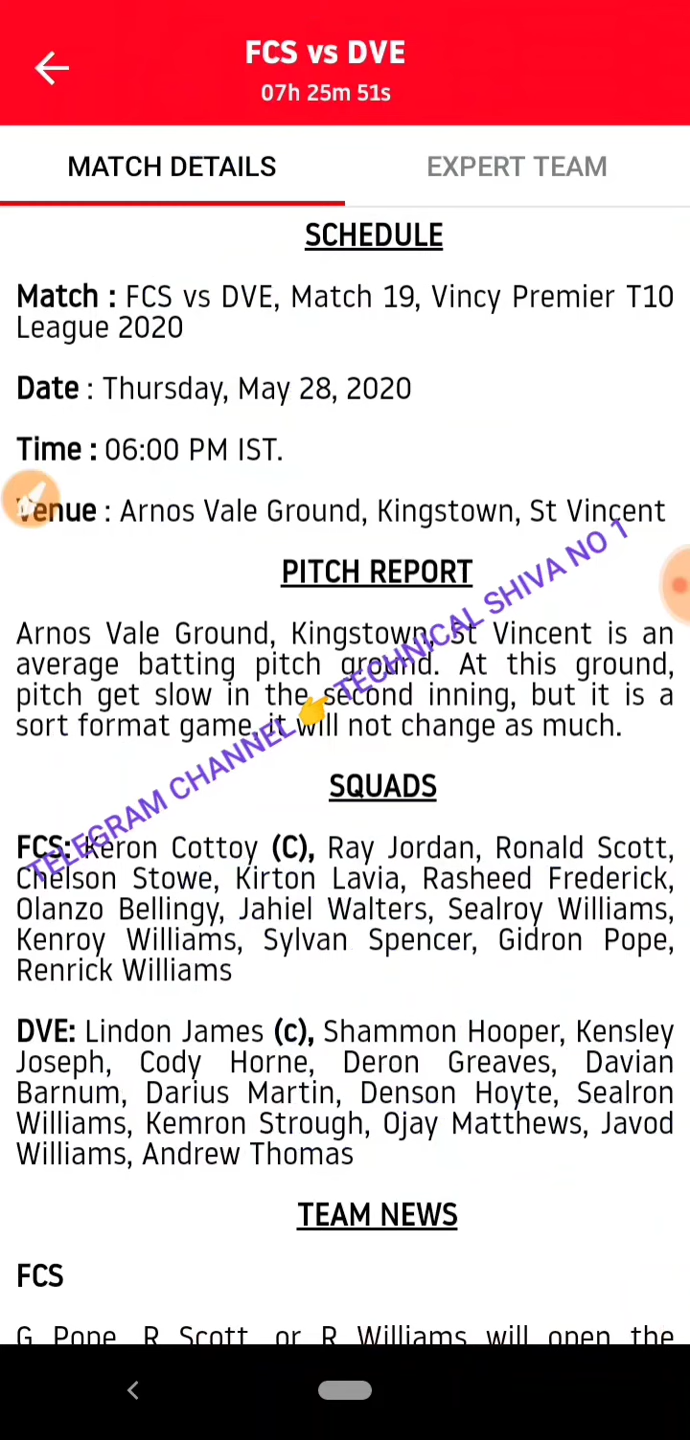 FCS vs DVE
07h 25m 51s
MATCH DETAILS
EXPERT TEAM
SCHEDULE
Match : FCS vs DVE, Match 19, Vincy Premier T10
League 2020
Date : Thursday, May 28, 2020
Time : 06:00 PM IST.
Venue : Arnos Vale Ground, Kingstown, St Vincent
PITCH REPORT
Arnos Vale Ground, Kingstown, St Vincent is an
average batting pitch ground. At this ground,
pitch get slow in the second inning, but it is a
sort format game, it will not change as much.
TELEGRAM CHANNEL 👉 TECHNICAL SHIVA NO 1
SQUADS
FCS: Keron Cottoy (C), Ray Jordan, Ronald Scott,
Chelson Stowe, Kirton Lavia, Rasheed Frederick,
Olanzo Bellingy, Jahiel Walters, Sealroy Williams,
Kenroy Williams, Sylvan Spencer, Gidron Pope,
Renrick Williams
DVE: Lindon James (c), Shammon Hooper, Kensley
Joseph, Cody Horne, Deron Greaves, Davian
Barnum, Darius Martin, Denson Hoyte, Sealron
Williams, Kemron Strough, Ojay Matthews, Javod
Williams, Andrew Thomas
TEAM NEWS
FCS
G Pope, R Scott, or R Williams will open the